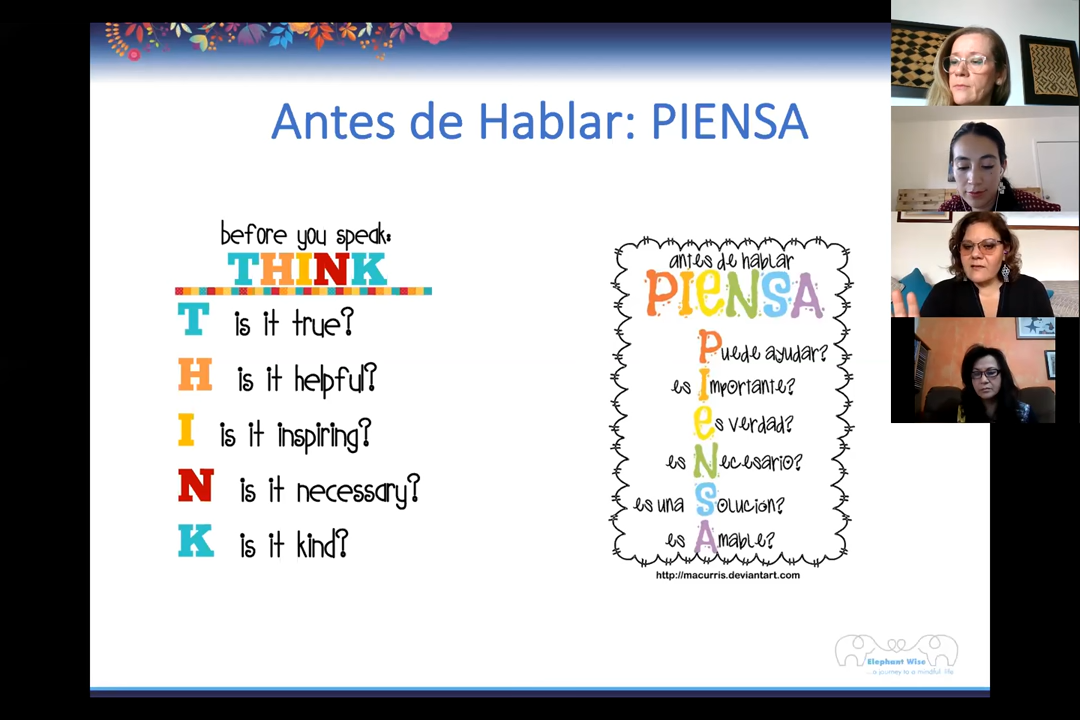 Antes de Hablar: PIENSA
before you speak:
THINK
T is it true?
H is it helpful?
I is it inspiring?
N is it necessary?
K is it kind?
antes de hablar
PIENSA
Puede ayudar?
es Importante?
es verdad?
es Necesario?
es una Solución?
es Amable?
http://macurris.deviantart.com
Elephant Wise
...a journey to a mindful life